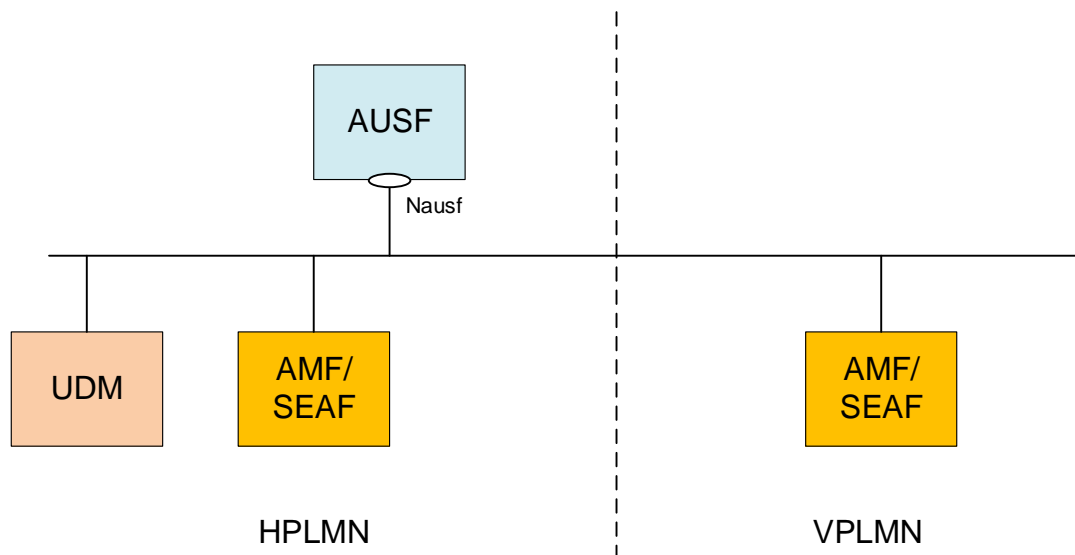 AUSF
Nausf
UDM
AMF/
SEAF
AMF/
SEAF
HPLMN
VPLMN